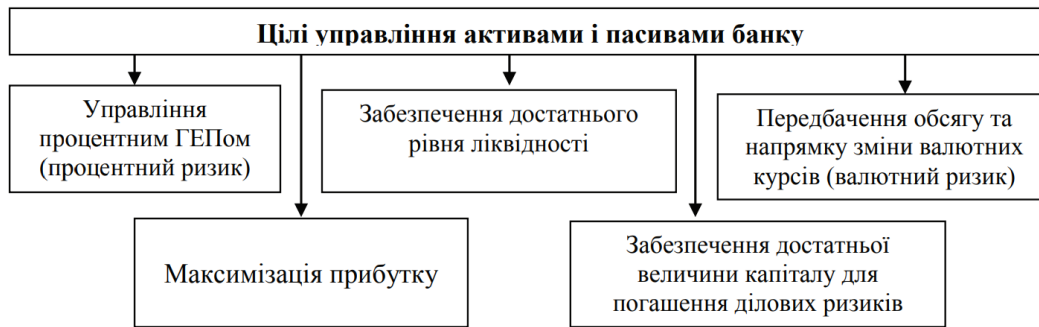 Цілі управління активами і пасивами банку
Управління
процентним ГЕПом
(процентний ризик)
Забезпечення достатнього
рівня ліквідності
Передбачення обсягу та
напрямку зміни валютних
курсів (валютний ризик)
Максимізація прибутку
Забезпечення достатньої
величини капіталу для
погашення ділових ризиків